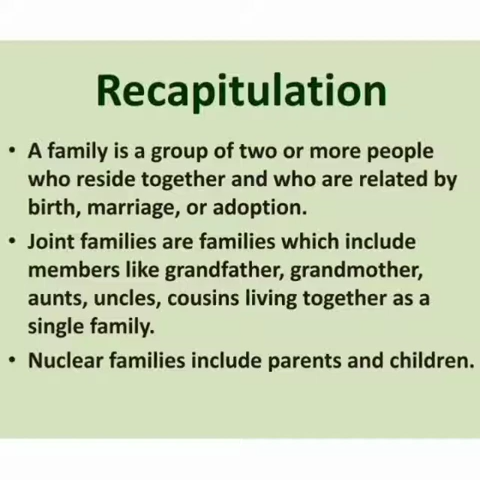 Recapitulation
• A family is a group of two or more people
who reside together and who are related by
birth, marriage, or adoption.
• Joint families are families which include
members like grandfather, grandmother,
aunts, uncles, cousins living together as a
single family.
• Nuclear families include parents and children.